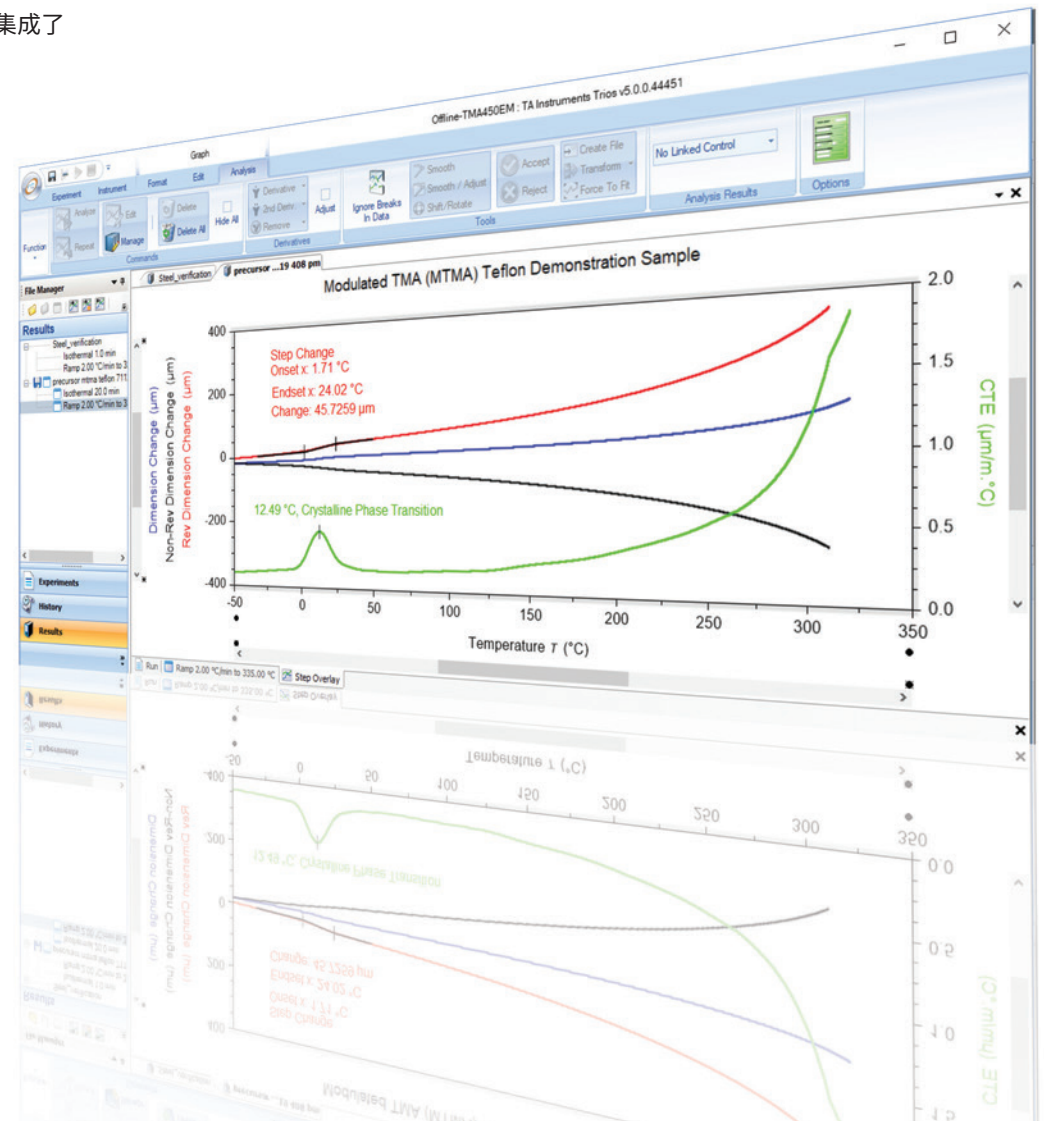 集成了
Offline-TMA450EM : TA Instruments Trios v5.0.0.44451
Graph
Experiment Instrument Format Edit Analysis
Function
Analyze
Repeat
Edit
Manage
Commands
Delete
Delete All
Hide All
Derivative
2nd Deriv.
Remove
Derivatives
Adjust
Ignore Breaks
In Data
Smooth
Smooth / Adjust
Shift/Rotate
Tools
Accept
Reject
Create File
Transform
Force To Fit
No Linked Control
Analysis Results
Options
File Manager
Results
Steel_verification
Isothermal 1.0 min
Ramp 2.00 °C/min to 3
precursor mtma teflon 711
Isothermal 20.0 min
Ramp 2.00 °C/min to 3
Experiments
History
Results
Steel_verification
precursor ...19 408 pm
Modulated TMA (MTMA) Teflon Demonstration Sample
Dimension Change (μm)
Non-Rev Dimension Change (μm)
Rev Dimension Change (μm)
400
200
0
-200
-400
Step Change
Onset x: 1.71 °C
Endset x: 24.02 °C
Change: 45.7259 μm
12.49 °C, Crystalline Phase Transition
2.0
1.5
1.0
0.5
0.0
CTE (μm/m.°C)
-50 0 50 100 150 200 250 300 350
Temperature T (°C)
Run
Ramp 2.00 °C/min to 335.00 °C
Step Overlay